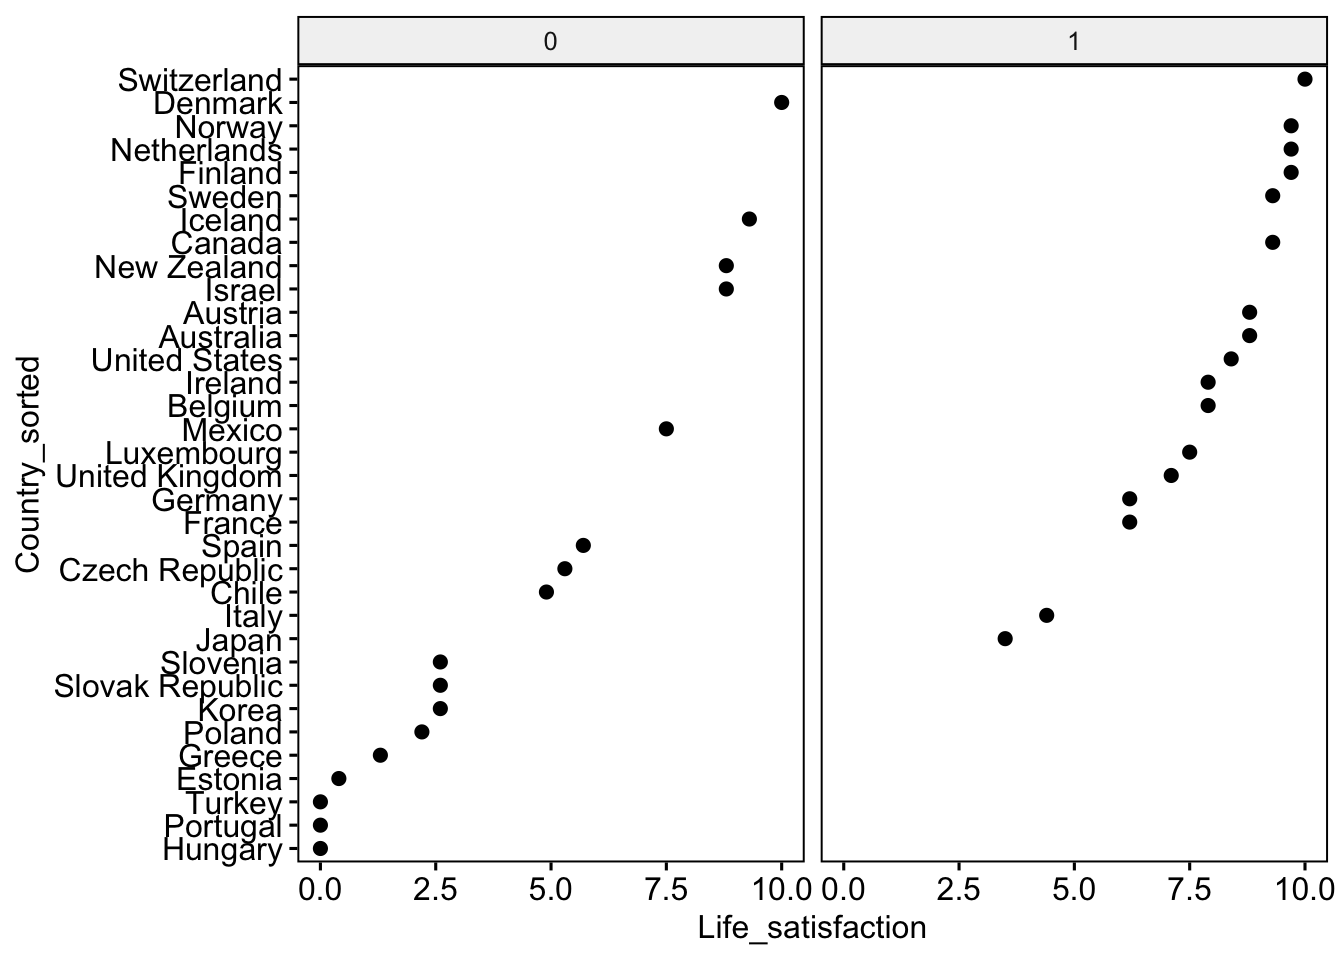 0
1
Switzerland
Denmark
Norway
Netherlands
Finland
Sweden
Iceland
Canada
New Zealand
Israel
Austria
Australia
United States
Ireland
Belgium
Mexico
Luxembourg
United Kingdom
Germany
France
Spain
Czech Republic
Chile
Italy
Japan
Slovenia
Slovak Republic
Korea
Poland
Greece
Estonia
Turkey
Portugal
Hungary
Country_sorted
0.0 2.5 5.0 7.5 10.0 0.0 2.5 5.0 7.5 10.0
Life_satisfaction